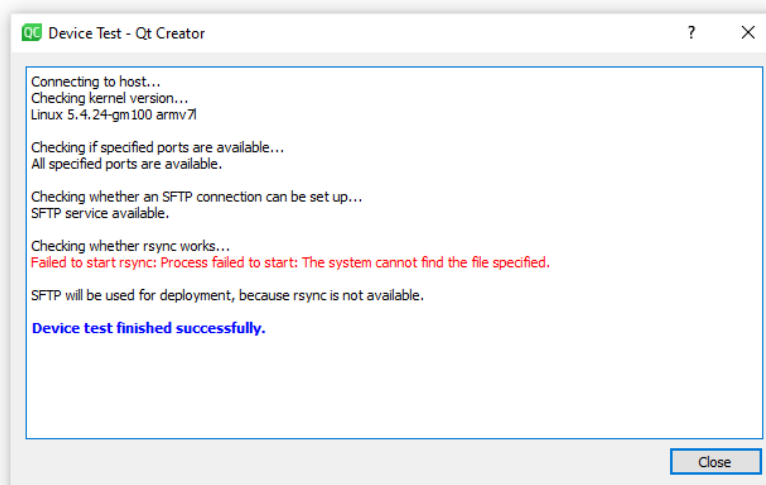 QC Device Test - Qt Creator
?
Connecting to host...
Checking kernel version...
Linux 5.4.24-gm100 armv7l
Checking if specified ports are available...
All specified ports are available.
Checking whether an SFTP connection can be set up...
SFTP service available.
Checking whether rsync works...
Failed to start rsync: Process failed to start: The system cannot find the file specified.
SFTP will be used for deployment, because rsync is not available.
Device test finished successfully.
Close